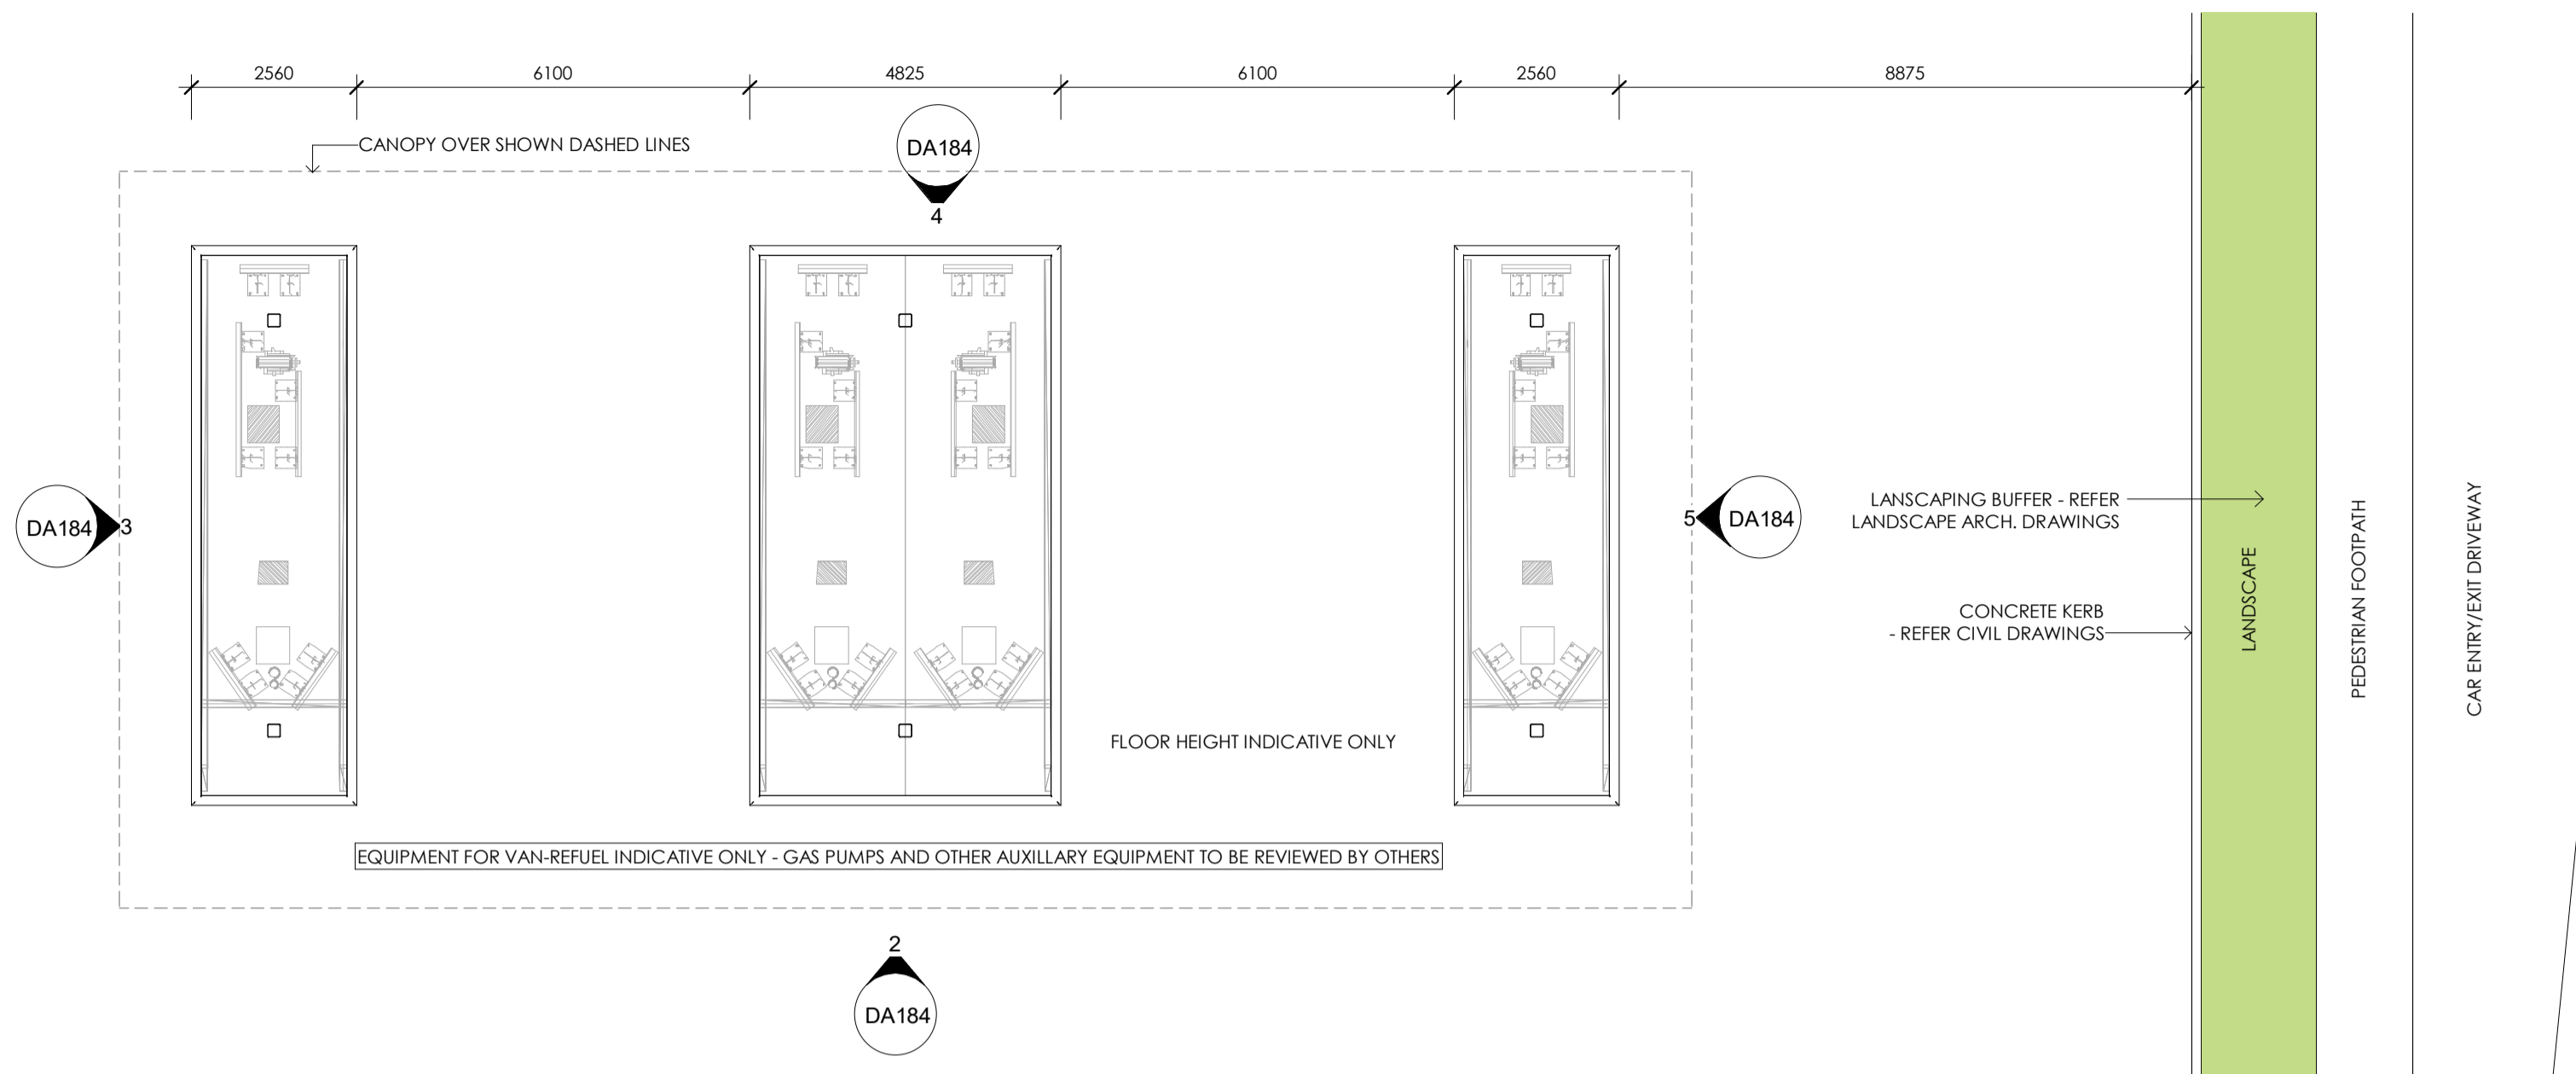 2560
6100
4825
6100
2560
8875
CANOPY OVER SHOWN DASHED LINES
DA184
4
DA184
3
5
DA184
LANSCAPING BUFFER - REFER
LANDSCAPE ARCH. DRAWINGS
CONCRETE KERB
- REFER CIVIL DRAWINGS
LANDSCAPE
PEDESTRIAN FOOTPATH
CAR ENTRY/EXIT DRIVEWAY
FLOOR HEIGHT INDICATIVE ONLY
EQUIPMENT FOR VAN-REFUEL INDICATIVE ONLY - GAS PUMPS AND OTHER AUXILLARY EQUIPMENT TO BE REVIEWED BY OTHERS
2
DA184